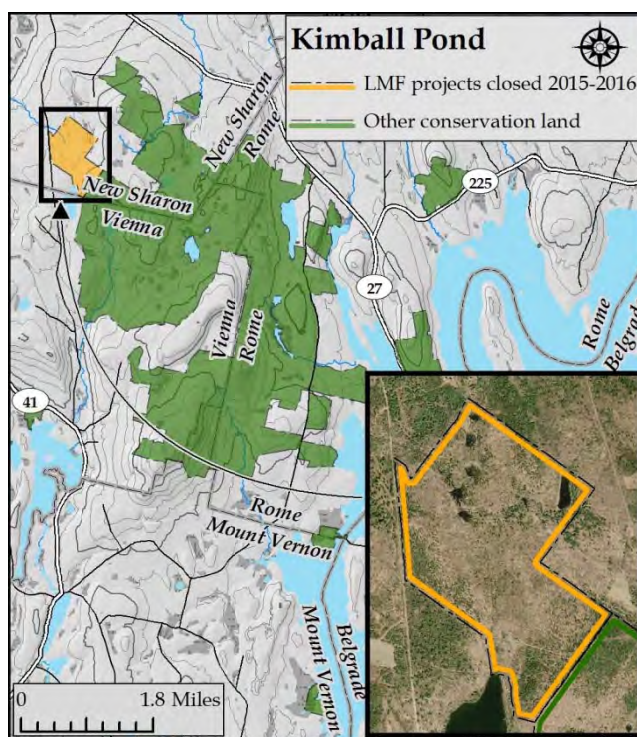 Kimball Pond
LMF projects closed 2015-2016
Other conservation land
New Sharon
Rome
225
New Sharon
Vienna
27
Vienna
Rome
Rome
Belgrade
41
Rome
Mount Vernon
Mount Vernon
Belgrade
0
1.8 Miles